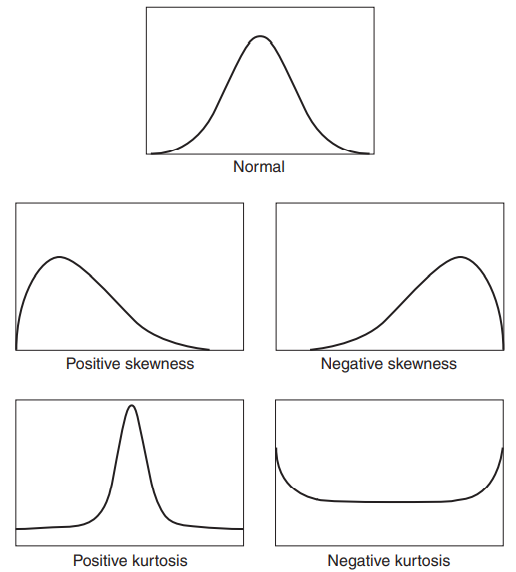 Normal
Positive skewness
Negative skewness
Positive kurtosis
Negative kurtosis